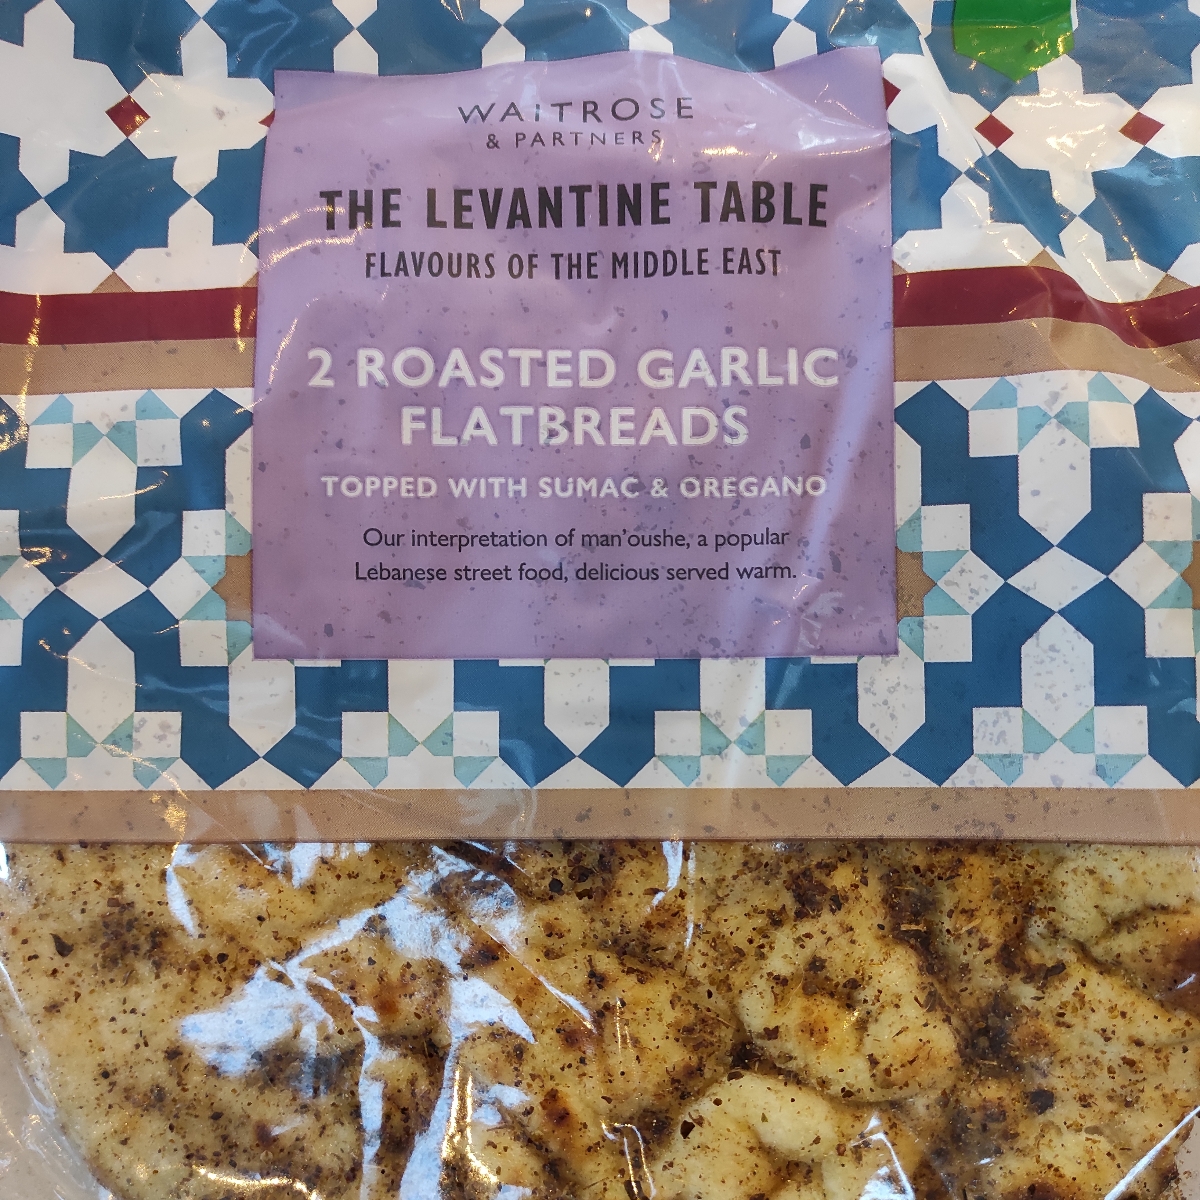 WAITROSE
& PARTNERS
THE LEVANTINE TABLE
FLAVOURS OF THE MIDDLE EAST
2 ROASTED GARLIC
FLATBREADS
TOPPED WITH SUMAC & OREGANO
Our interpretation of man'oushe, a popular
Lebanese street food, delicious served warm.